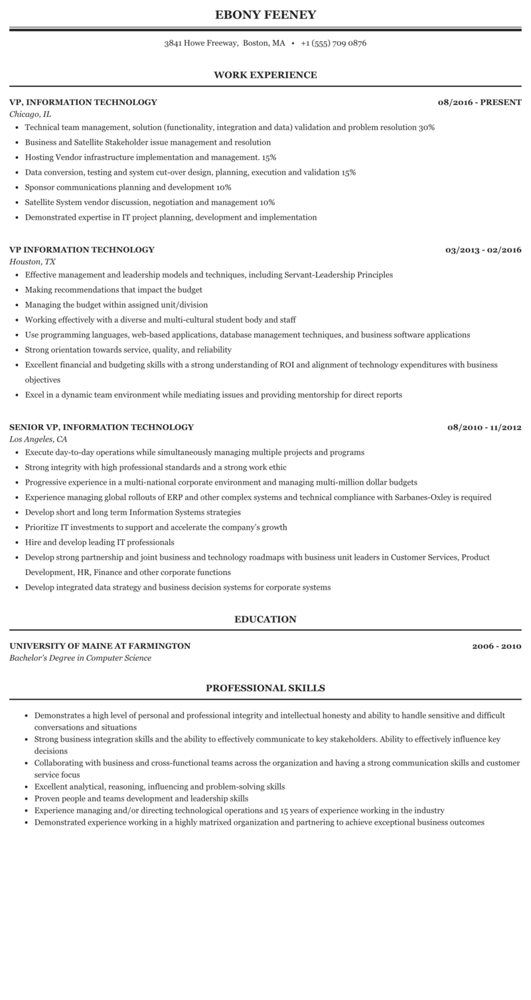 EBONY FEENEY
3841 Howe Freeway, Boston, MA • +1 (555) 709 0876
WORK EXPERIENCE
VP, INFORMATION TECHNOLOGY 08/2016 - PRESENT
Chicago, IL
• Technical team management, solution (functionality, integration and data) validation and problem resolution 30%
• Business and Satellite Stakeholder issue management and resolution
• Hosting Vendor infrastructure implementation and management. 15%
• Data conversion, testing and system cut-over design, planning, execution and validation 15%
• Sponsor communications planning and development 10%
• Satellite System vendor discussion, negotiation and management 10%
• Demonstrated expertise in IT project planning, development and implementation
VP INFORMATION TECHNOLOGY 03/2013 - 02/2016
Houston, TX
• Effective management and leadership models and techniques, including Servant-Leadership Principles
• Making recommendations that impact the budget
• Managing the budget within assigned unit/division
• Working effectively with a diverse and multi-cultural student body and staff
• Use programming languages, web-based applications, database management techniques, and business software applications
• Strong orientation towards service, quality, and reliability
• Excellent financial and budgeting skills with a strong understanding of ROI and alignment of technology expenditures with business
objectives
• Excel in a dynamic team environment while mediating issues and providing mentorship for direct reports
SENIOR VP, INFORMATION TECHNOLOGY 08/2010 - 11/2012
Los Angeles, CA
• Execute day-to-day operations while simultaneously managing multiple projects and programs
• Strong integrity with high professional standards and a strong work ethic
• Progressive experience in a multi-national corporate environment and managing multi-million dollar budgets
• Experience managing global rollouts of ERP and other complex systems and technical compliance with Sarbanes-Oxley is required
• Develop short and long term Information Systems strategies
• Prioritize IT investments to support and accelerate the company's growth
• Hire and develop leading IT professionals
• Develop strong partnership and joint business and technology roadmaps with business unit leaders in Customer Services, Product
Development, HR, Finance and other corporate functions
• Develop integrated data strategy and business decision systems for corporate systems
EDUCATION
UNIVERSITY OF MAINE AT FARMINGTON 2006 - 2010
Bachelor's Degree in Computer Science
PROFESSIONAL SKILLS
• Demonstrates a high level of personal and professional integrity and intellectual honesty and ability to handle sensitive and difficult
conversations and situations
• Strong business integration skills and the ability to effectively communicate to key stakeholders. Ability to effectively influence key
decisions
• Collaborating with business and cross-functional teams across the organization and having a strong communication skills and customer
service focus
• Excellent analytical, reasoning, influencing and problem-solving skills
• Proven people and teams development and leadership skills
• Experience managing and/or directing technological operations and 15 years of experience working in the industry
• Demonstrated experience working in a highly matrixed organization and partnering to achieve exceptional business outcomes